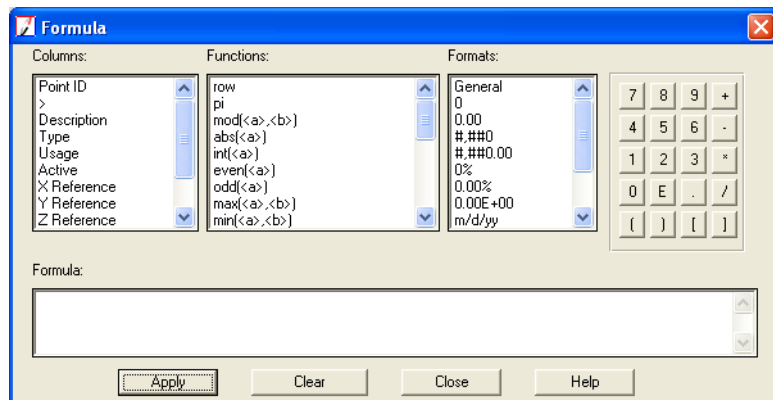 Formula
Columns:
Functions:
Formats:
Point ID
>
Description
Type
Usage
Active
X Reference
Y Reference
Z Reference
row
pi
mod(<a>,<b>)
abs(<a>)
int(<a>)
even(<a>)
odd(<a>)
max(<a>,<b>)
min(<a>,<b>)
General
0
0.00
#,##0
#,##0.00
0%
0.00%
0.00E+00
m/d/yy
7 8 9 +
4 5 6 -
1 2 3 *
0 E . /
( ) [ ]
Formula:
Apply
Clear
Close
Help